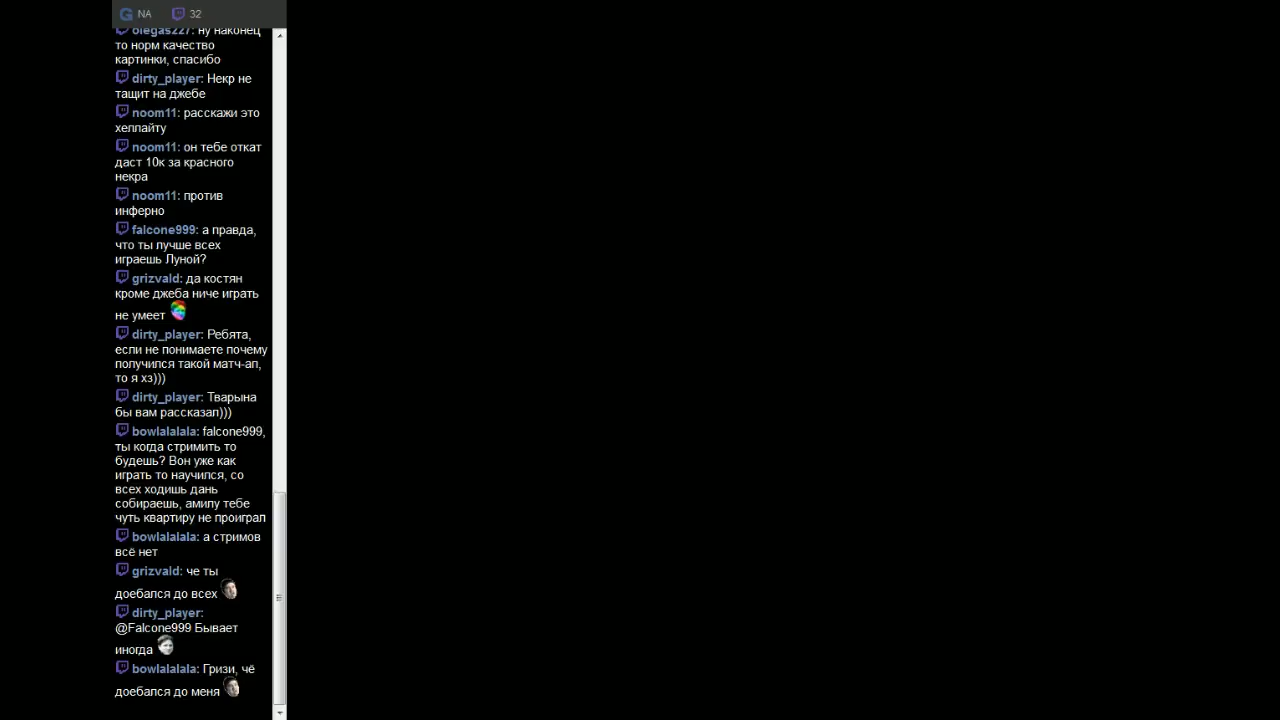 NA 32
olegas227: ну наконец
то норм качество
картинки, спасибо
dirty_player: Некр не
тащит на джебе
noom11: расскажи это
хеллайту
noom11: он тебе откат
даст 10к за красного
некра
noom11: против
инферно
falcone999: а правда,
что ты лучше всех
играешь Луной?
grizvald: да костян
кроме джеба ниче играть
не умеет
dirty_player: Ребята,
если не понимаете почему
получился такой матч-ап,
то я хз)))
dirty_player: Тварына
бы вам рассказал)))
bowlalalala: falcone999,
ты когда стримить то
будешь? Вон уже как
играть то научился, со
всех ходишь дань
собираешь, амилу тебе
чуть квартиру не проиграл
bowlalalala: а стримов
всё нет
grizvald: че ты
доебался до всех
dirty_player:
@Falcone999 Бывает
иногда
bowlalalala: Гризи, чё
доебался до меня